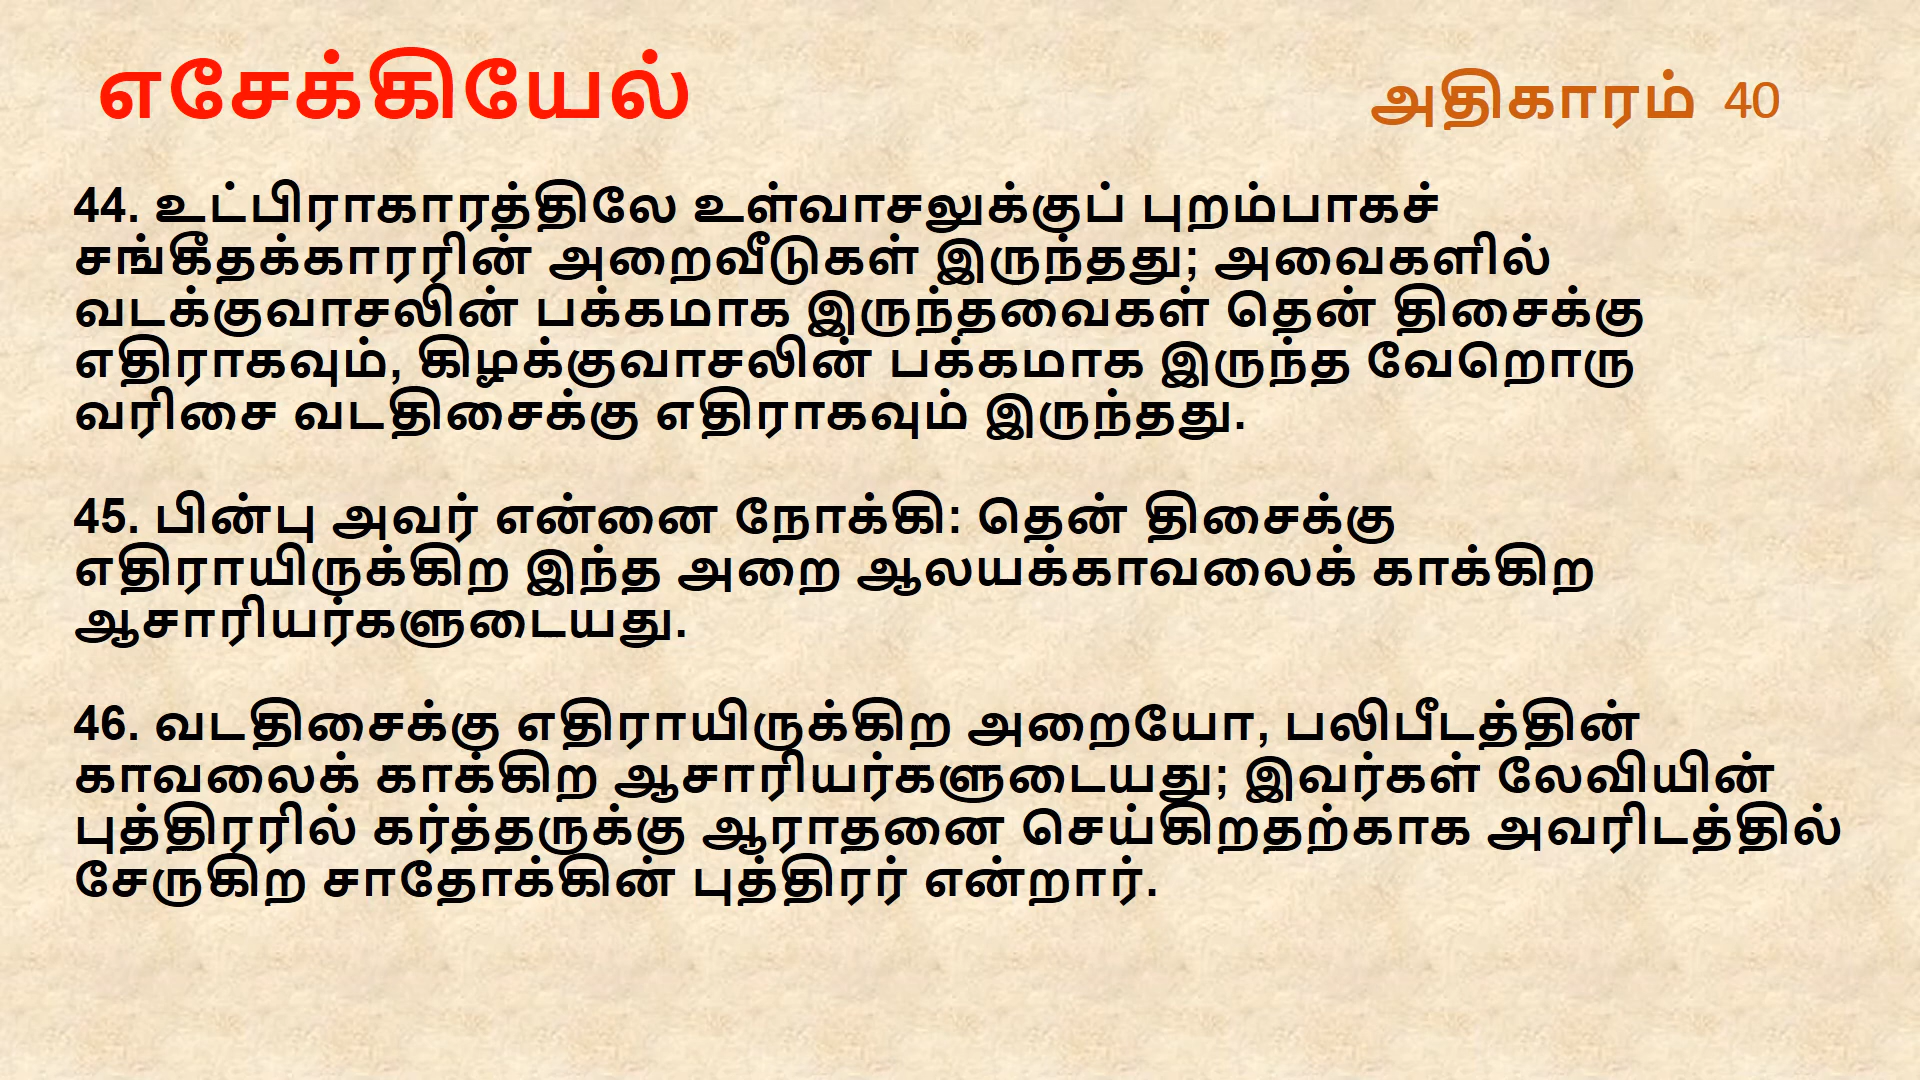 எசேக்கியேல்
அதிகாரம் 40
44. உட்பிராகாரத்திலே உள்வாசலுக்குப் புறம்பாகச்
சங்கீதக்காரரின் அறைவீடுகள் இருந்தது; அவைகளில்
வடக்குவாசலின் பக்கமாக இருந்தவைகள் தென் திசைக்கு
எதிராகவும், கிழக்குவாசலின் பக்கமாக இருந்த வேறொரு
வரிசை வடதிசைக்கு எதிராகவும் இருந்தது.
45. பின்பு அவர் என்னை நோக்கி: தென் திசைக்கு
எதிராயிருக்கிற இந்த அறை ஆலயக்காவலைக் காக்கிற
ஆசாரியர்களுடையது.
46. வடதிசைக்கு எதிராயிருக்கிற அறையோ, பலிபீடத்தின்
காவலைக் காக்கிற ஆசாரியர்களுடையது; இவர்கள் லேவியின்
புத்திரரில் கர்த்தருக்கு ஆராதனை செய்கிறதற்காக அவரிடத்தில்
சேருகிற சாதோக்கின் புத்திரர் என்றார்.